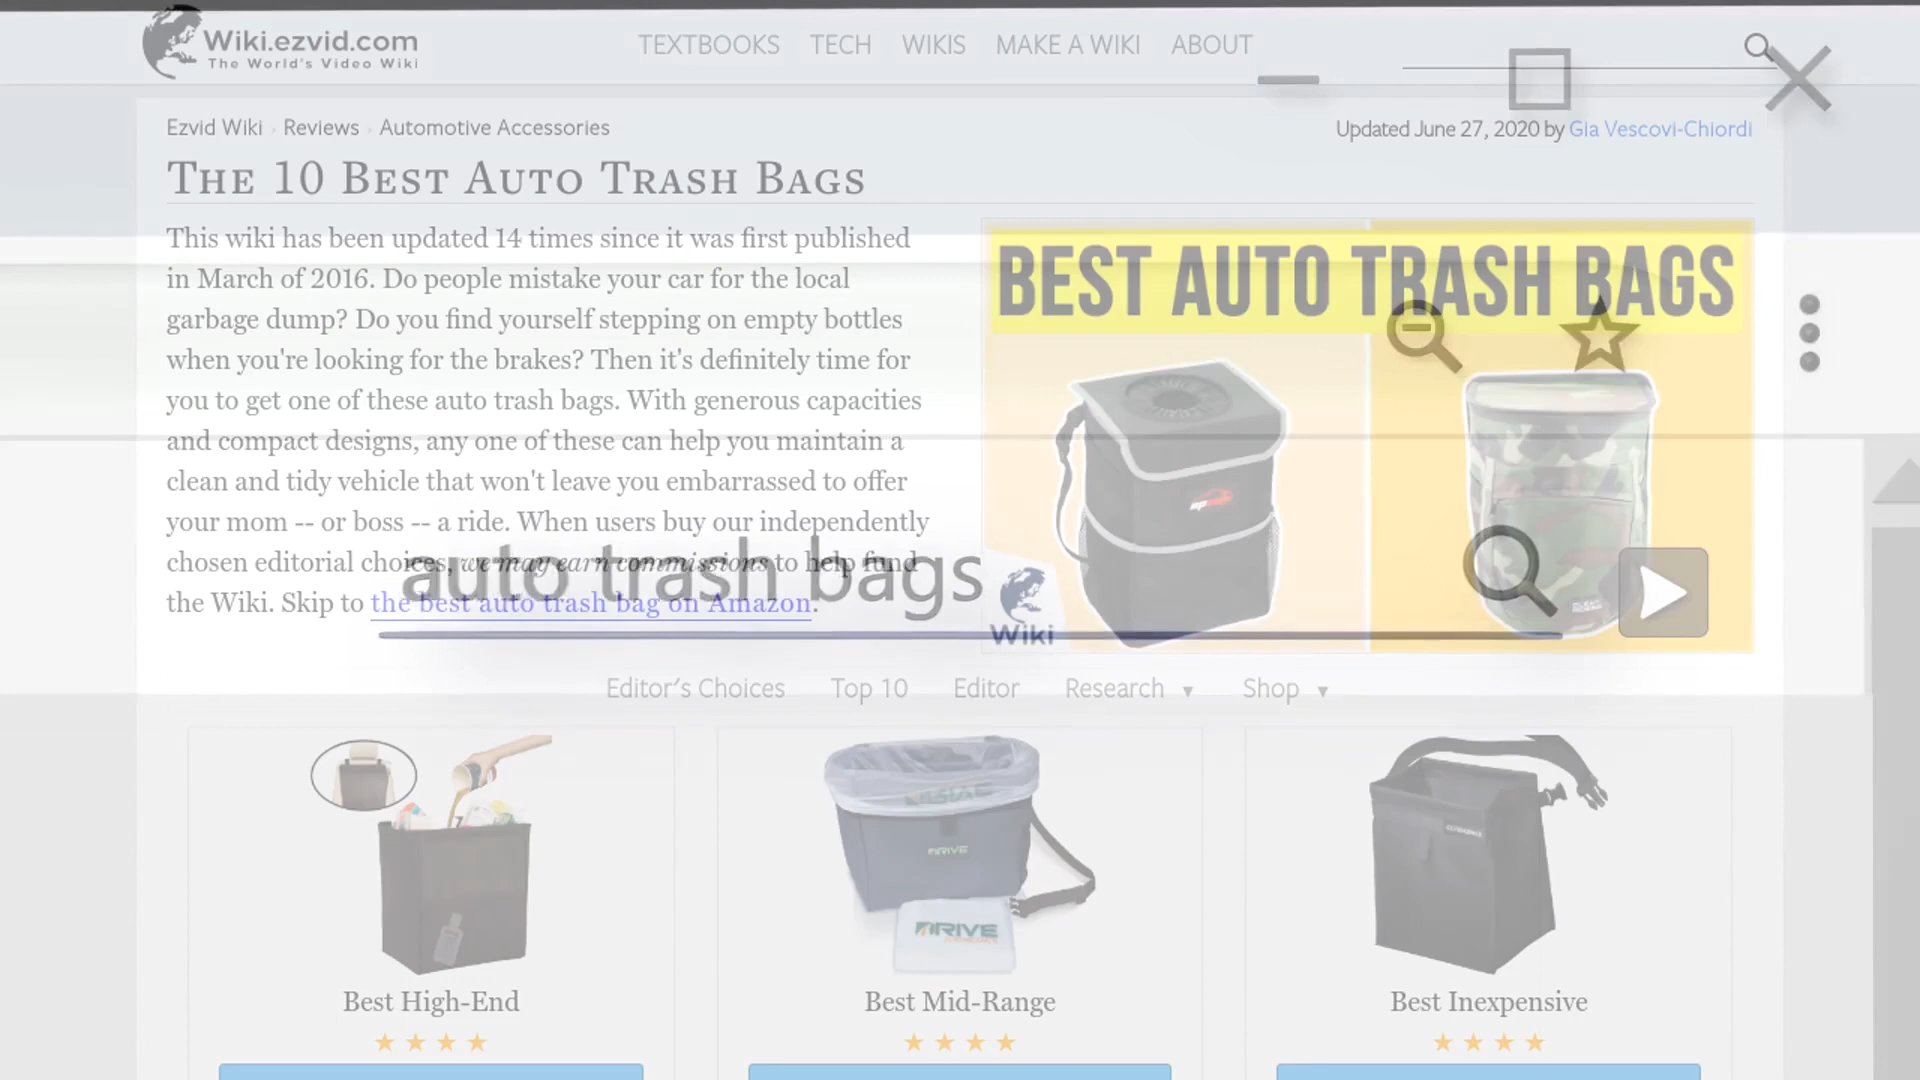 Wiki.ezvid.com
The World's Video Wiki
TEXTBOOKS TECH WIKIS MAKE A WIKI ABOUT
Ezvid Wiki › Reviews › Automotive Accessories
Updated June 27, 2020 by Gia Vescovi-Chiordi
The 10 Best Auto Trash Bags
This wiki has been updated 14 times since it was first published
in March of 2016. Do people mistake your car for the local
garbage dump? Do you find yourself stepping on empty bottles
when you're looking for the brakes? Then it's definitely time for
you to get one of these auto trash bags. With generous capacities
and compact designs, any one of these can help you maintain a
clean and tidy vehicle that won't leave you embarrassed to offer
your mom -- or boss -- a ride. When users buy our independently
chosen editorial choices, we may earn commissions to help fund
the Wiki. Skip to the best auto trash bag on Amazon.
auto trash bags
BEST AUTO TRASH BAGS
Wiki
Editor's Choices Top 10 Editor Research ▼ Shop ▼
DRIVE
DRIVE
Best High-End
Best Mid-Range
Best Inexpensive